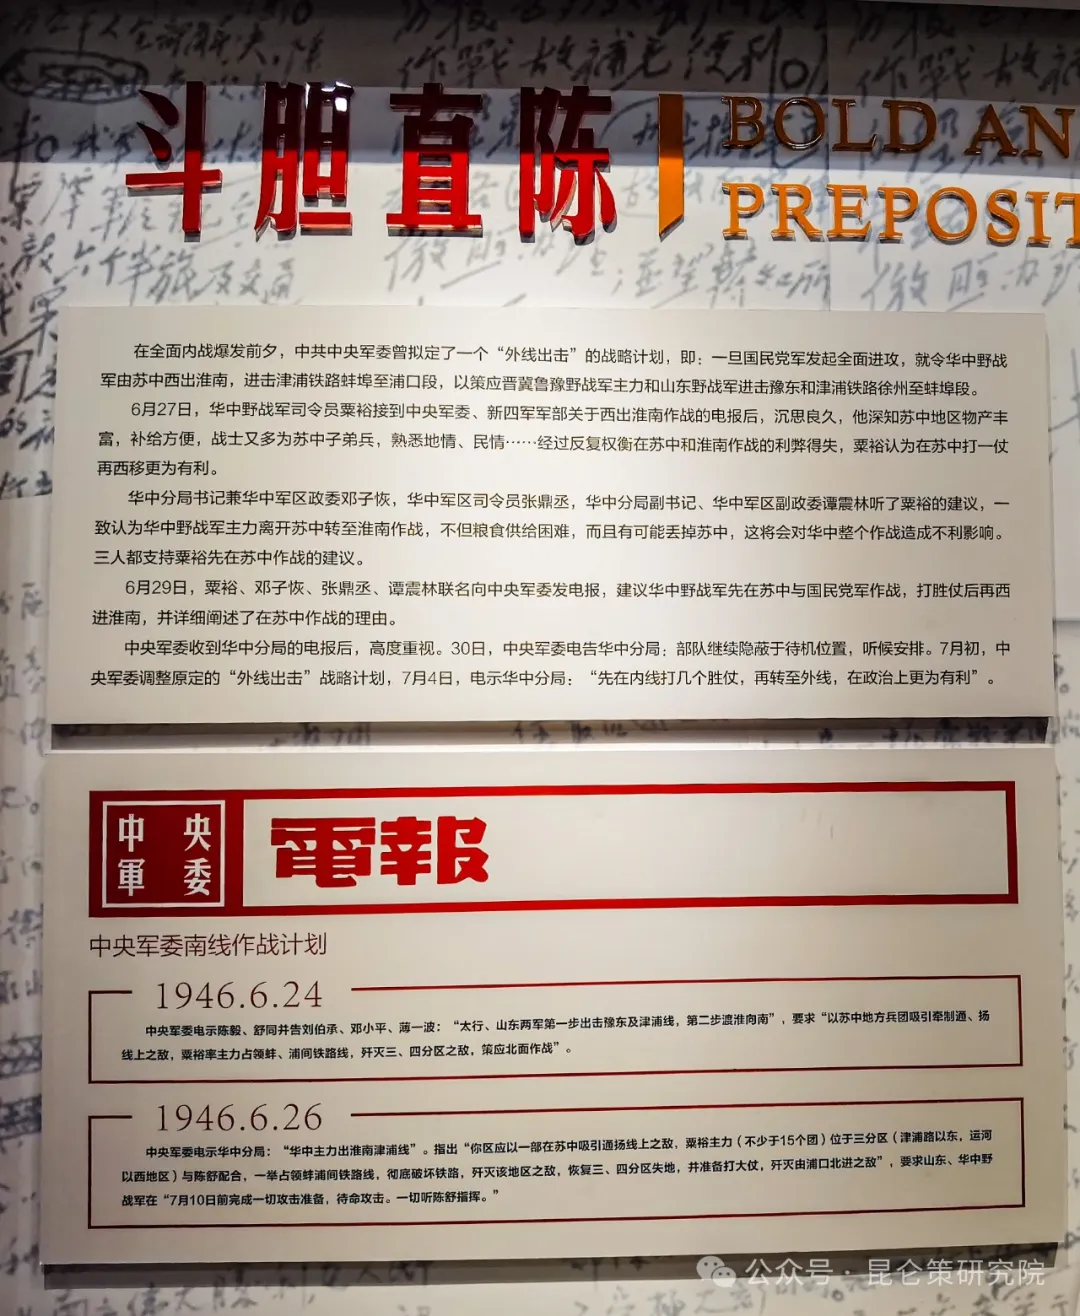 斗胆直陈
BOLD AN
PREPOSIT
在全面内战爆发前夕，中共中央军委曾拟定了一个“外线出击”的战略计划，即：一旦国民党军发起全面进攻，就令华中野战
军由苏中西出淮南，进击津浦铁路蚌埠至浦口段，以策应晋冀鲁豫野战军主力和山东野战军进击豫东和津浦铁路徐州至蚌埠段。
6月27日，华中野战军司令员粟裕接到中央军委、新四军军部关于西出淮南作战的电报后，沉思良久，他深知苏中地区物产丰
富，补给方便，战士又多为苏中子弟兵，熟悉地情、民情……经过反复权衡在苏中和淮南作战的利弊得失，粟裕认为在苏中打一仗
再西移更为有利。
华中分局书记兼华中军区政委邓子恢，华中军区司令员张鼎丞，华中分局副书记、华中军区副政委谭震林听了粟裕的建议，一
致认为华中野战军主力离开苏中转至淮南作战，不但粮食供给困难，而且有可能丢掉苏中，这将会对华中整个作战造成不利影响。
三人都支持粟裕先在苏中作战的建议。
6月29日，粟裕、邓子恢、张鼎丞、谭震林联名向中央军委发电报，建议华中野战军先在苏中与国民党军作战，打胜仗后再西
进淮南，并详细阐述了在苏中作战的理由。
中央军委收到华中分局的电报后，高度重视。30日，中央军委电告华中分局：部队继续隐蔽于待机位置，听候安排。7月初，中
央军委调整原定的“外线出击”战略计划，7月4日，电示华中分局：“先在内线打几个胜仗，再转至外线，在政治上更为有利”。
中央
軍委
電報
中央军委南线作战计划
1946.6.24
中央军委电示陈毅、舒同并告刘伯承、邓小平、薄一波：“太行、山东两军第一步出击豫东及津浦线，第二步渡淮向南”，要求“以苏中地方兵团吸引牵制通、扬
线上之敌，粟裕率主力占领蚌、浦间铁路线，歼灭三、四分区之敌，策应北面作战”。
1946.6.26
中央军委电示华中分局：“华中主力出淮南津浦线”。指出“你区应以一部在苏中吸引通扬线上之敌，粟裕主力（不少于15个团）位于三分区（津浦路以东，运河
以西地区）与陈舒配合，一举占领蚌浦间铁路线，彻底破坏铁路，歼灭该地区之敌，恢复三、四分区失地，并准备打大仗，歼灭由浦口北进之敌”，要求山东、华中野
战军在“7月10日前完成一切攻击准备，待命攻击。一切听陈舒指挥。”
公众号·昆仑策研究院